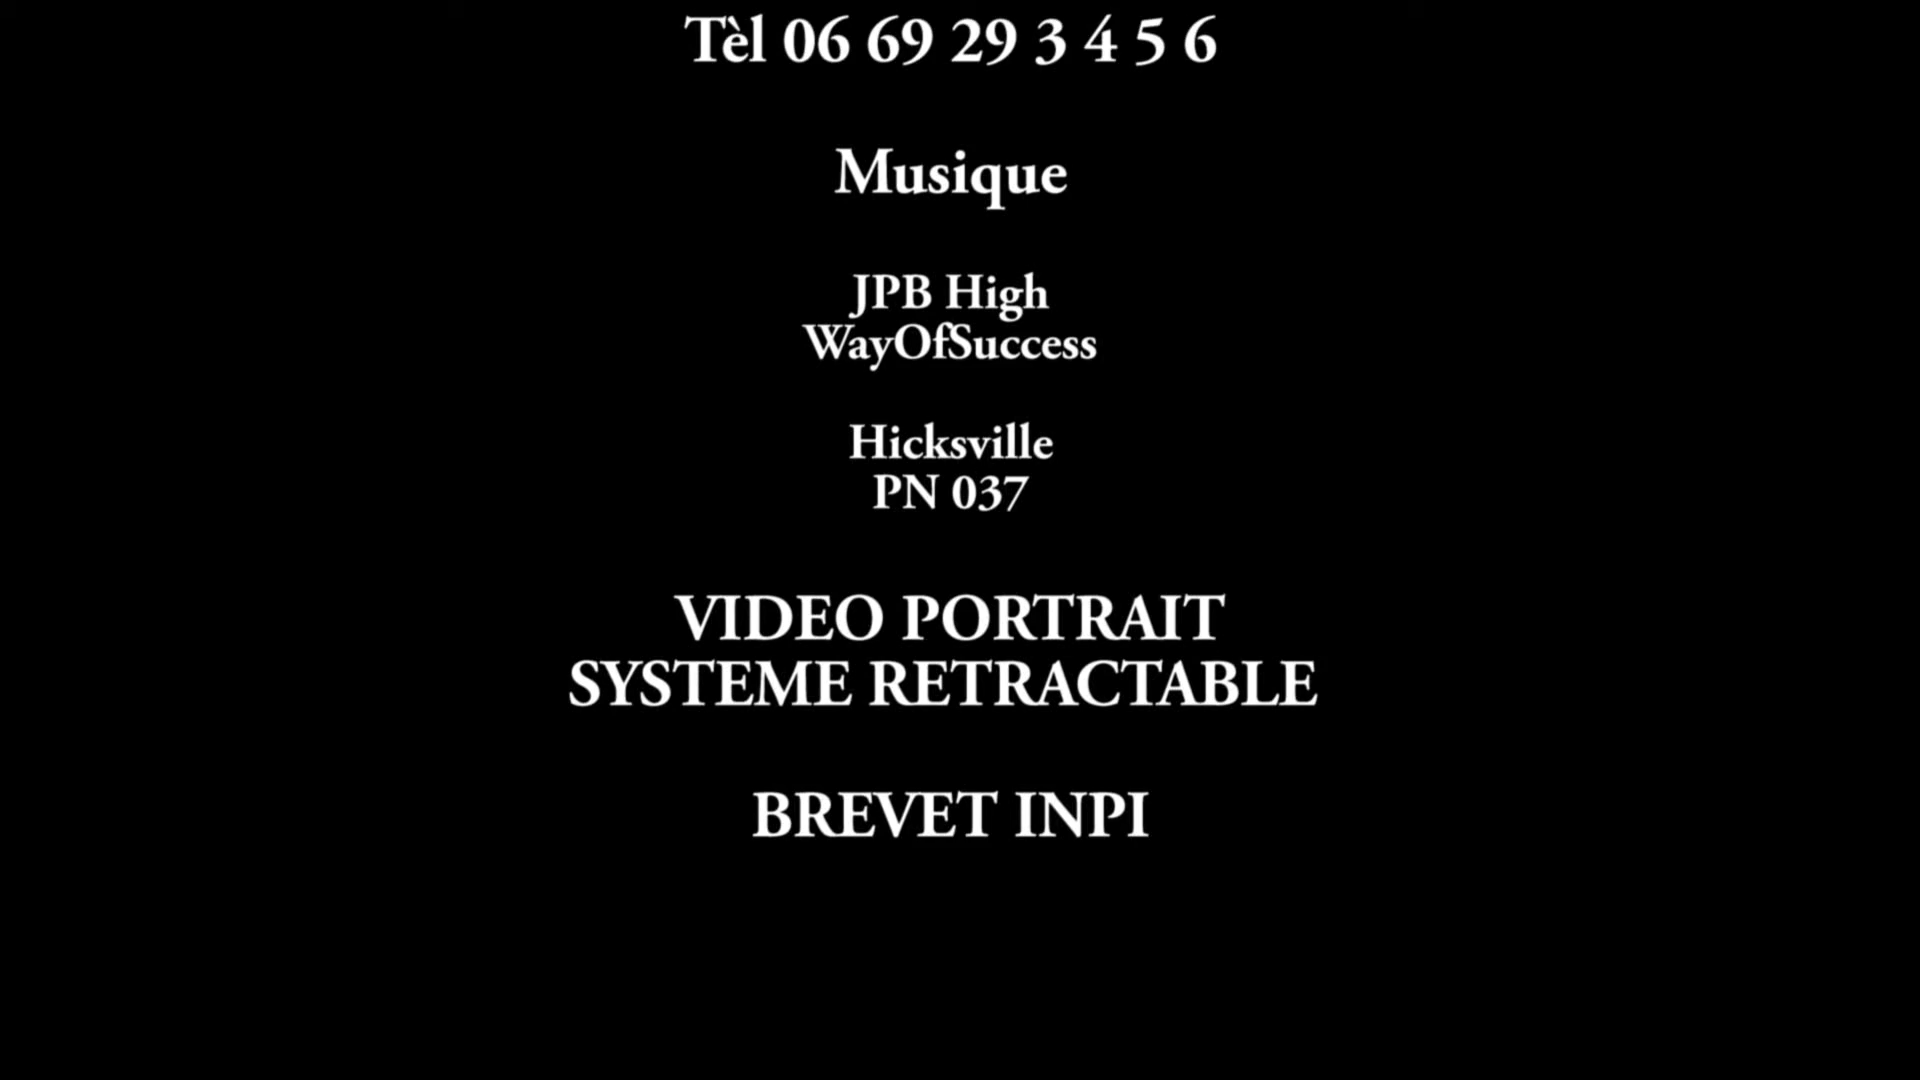 Tèl 06 69 29 3 4 5 6
Musique
JPB High
WayOfSuccess
Hicksville
PN 037
VIDEO PORTRAIT
SYSTEME RETRACTABLE
BREVET INPI